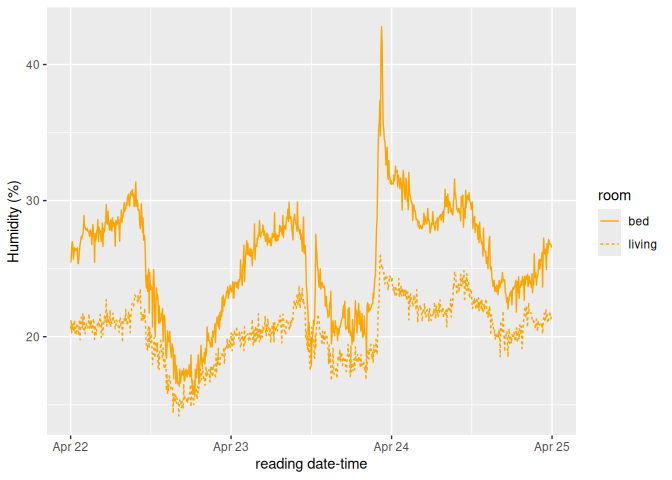 40
30
20
Humidity (%)
Apr 22
Apr 23
Apr 24
Apr 25
reading date-time
room
bed
living